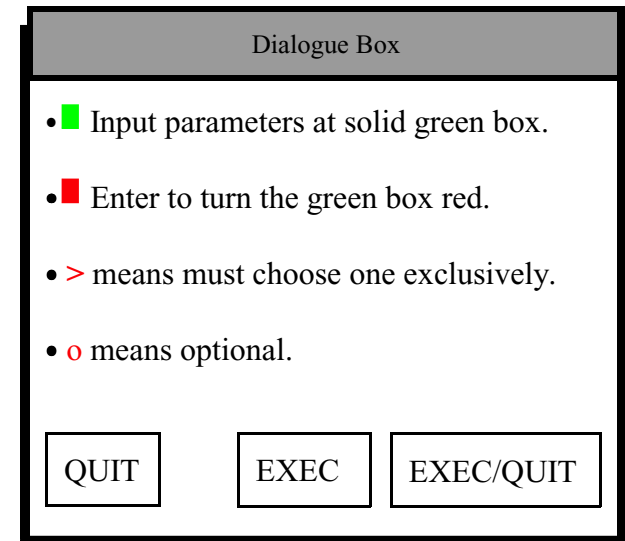 Dialogue Box
• Input parameters at solid green box.
• Enter to turn the green box red.
• > means must choose one exclusively.
• o means optional.
QUIT EXEC EXEC/QUIT